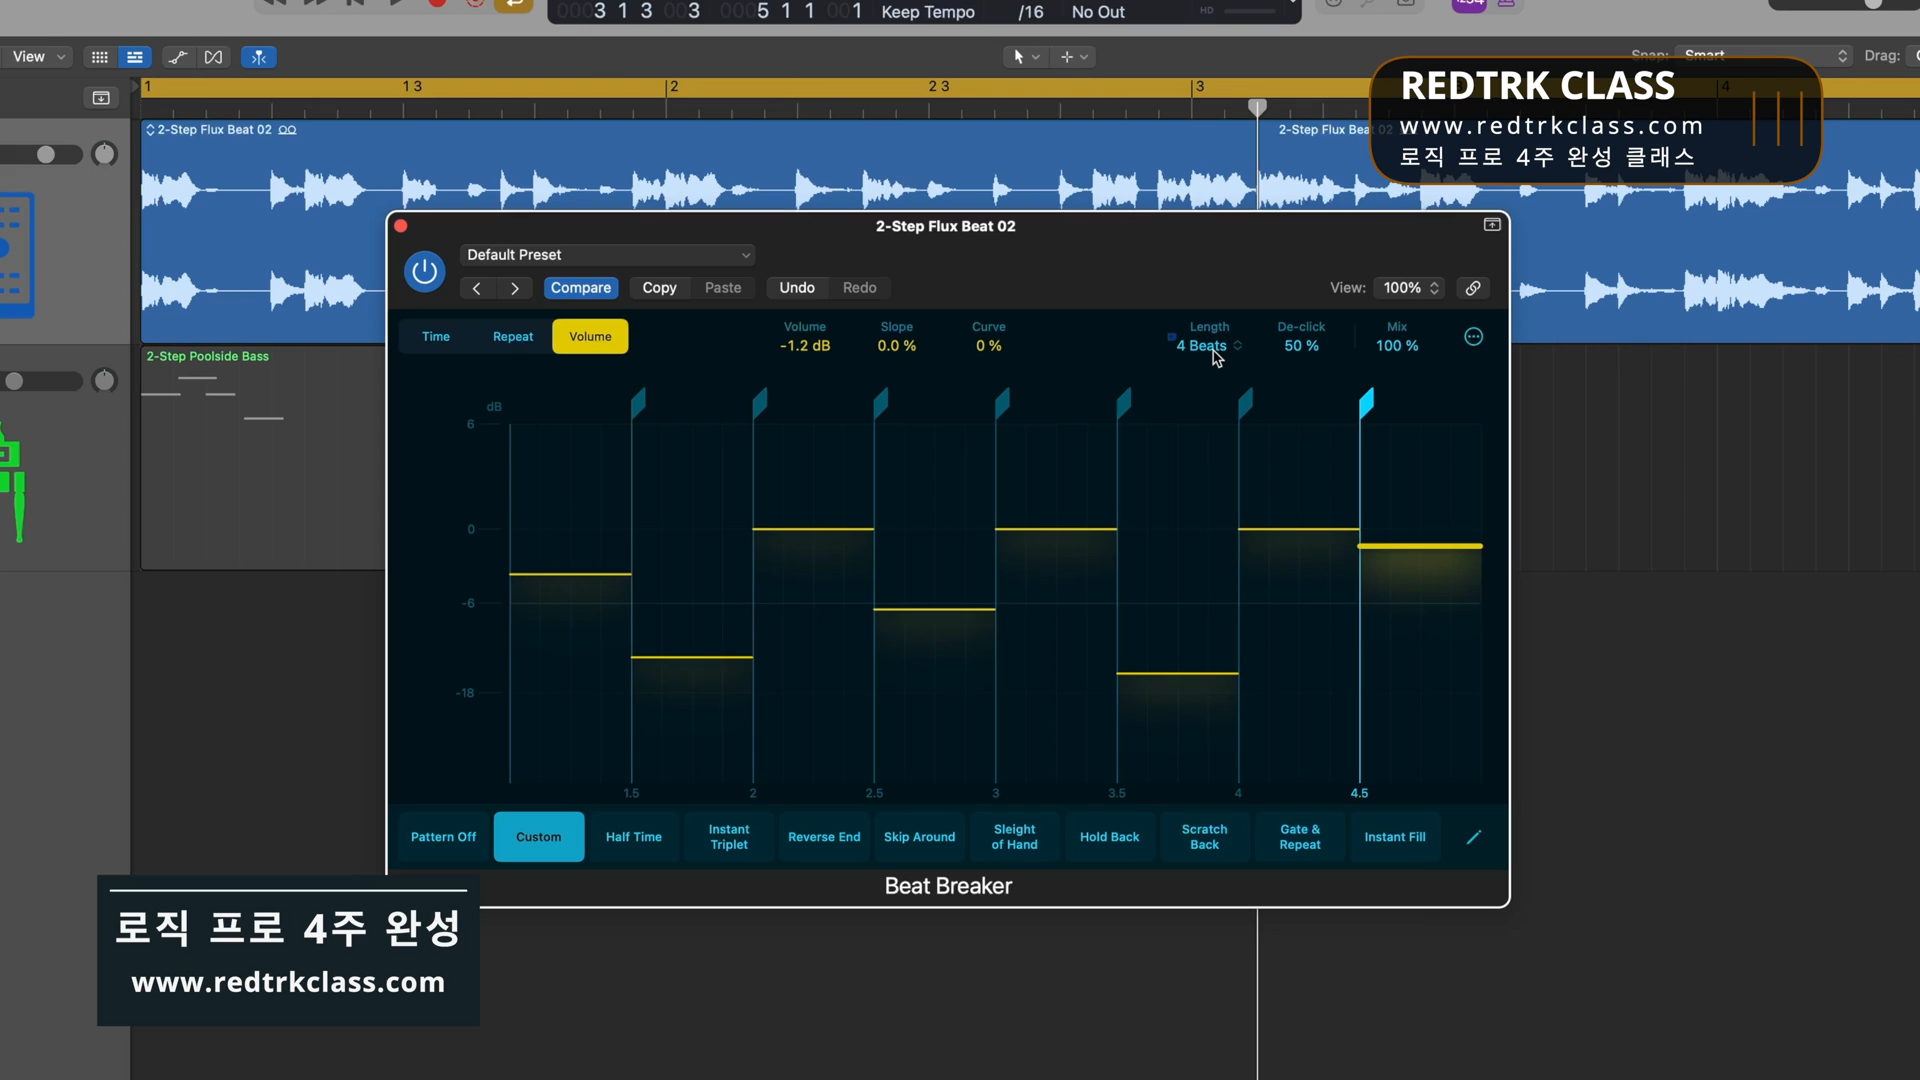 3 1 3 003 5 1 1 001 Keep Tempo /16 No Out HD 1234
View Snap: Smart Drag:
1 1 3 2 2 3 3 4
2-Step Flux Beat 02
2-Step Flux Beat 02
REDTRK CLASS
www.redtrkclass.com
로직 프로 4주 완성 클래스
2-Step Poolside Bass
2-Step Flux Beat 02
Default Preset
Compare Copy Paste Undo Redo View: 100%
Time Repeat Volume
Volume Slope Curve Length De-click Mix
-1.2 dB 0.0 % 0 % 4 Beats 50 % 100 %
dB
6
0
-6
-18
1.5 2 2.5 3 3.5 4 4.5
Pattern Off Custom Half Time Instant Triplet Reverse End Skip Around Sleight of Hand Hold Back Scratch Back Gate & Repeat Instant Fill
Beat Breaker
로직 프로 4주 완성
www.redtrkclass.com